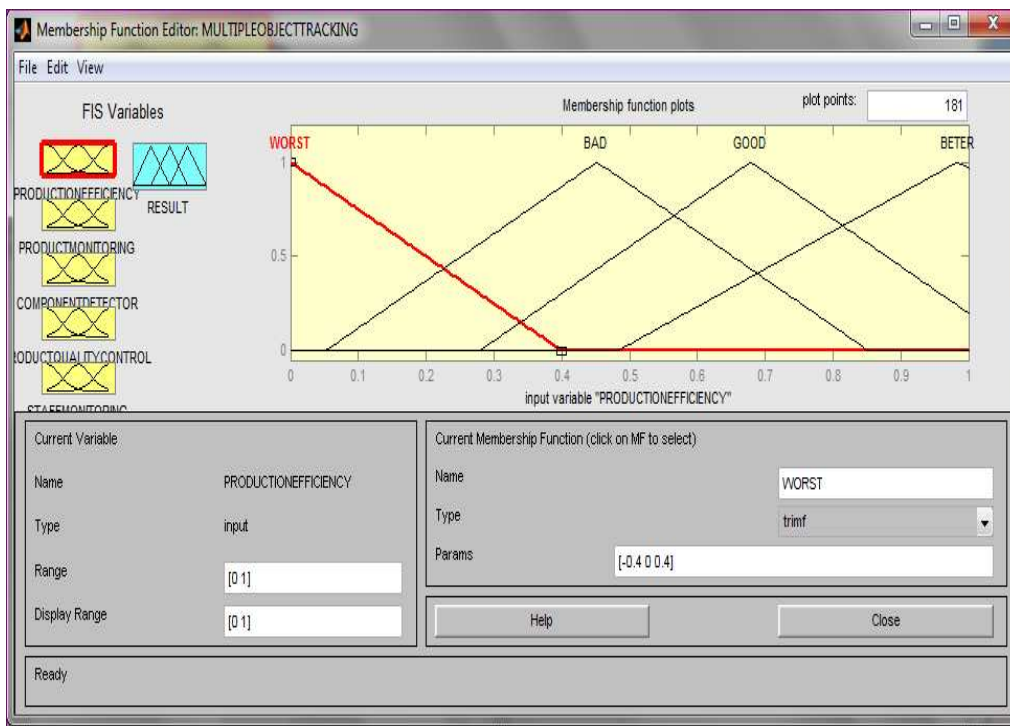 Membership Function Editor: MULTIPLEOBJECTTRACKING
File Edit View
FIS Variables
PRODUCTIONEFFICIENCY
RESULT
PRODUCTMONITORING
COMPONENTDETECTOR
RODUCTQUALITYCONTROL
STAFFMONITORING
Membership function plots
plot points:
181
WORST
BAD
GOOD
BETER
1
0.5
0
0 0.1 0.2 0.3 0.4 0.5 0.6 0.7 0.8 0.9 1
input variable "PRODUCTIONEFFICIENCY"
Current Variable
Name PRODUCTIONEFFICIENCY
Type input
Range [0 1]
Display Range [0 1]
Current Membership Function (click on MF to select)
Name WORST
Type trimf
Params [-0.4 0 0.4]
Help
Close
Ready